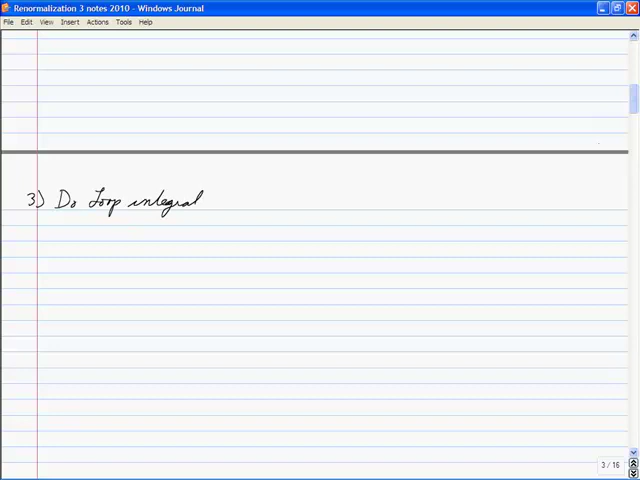 Renormalization 3 notes 2010 - Windows Journal
File Edit View Insert Actions Tools Help
3) Do Loop integral
3 / 16